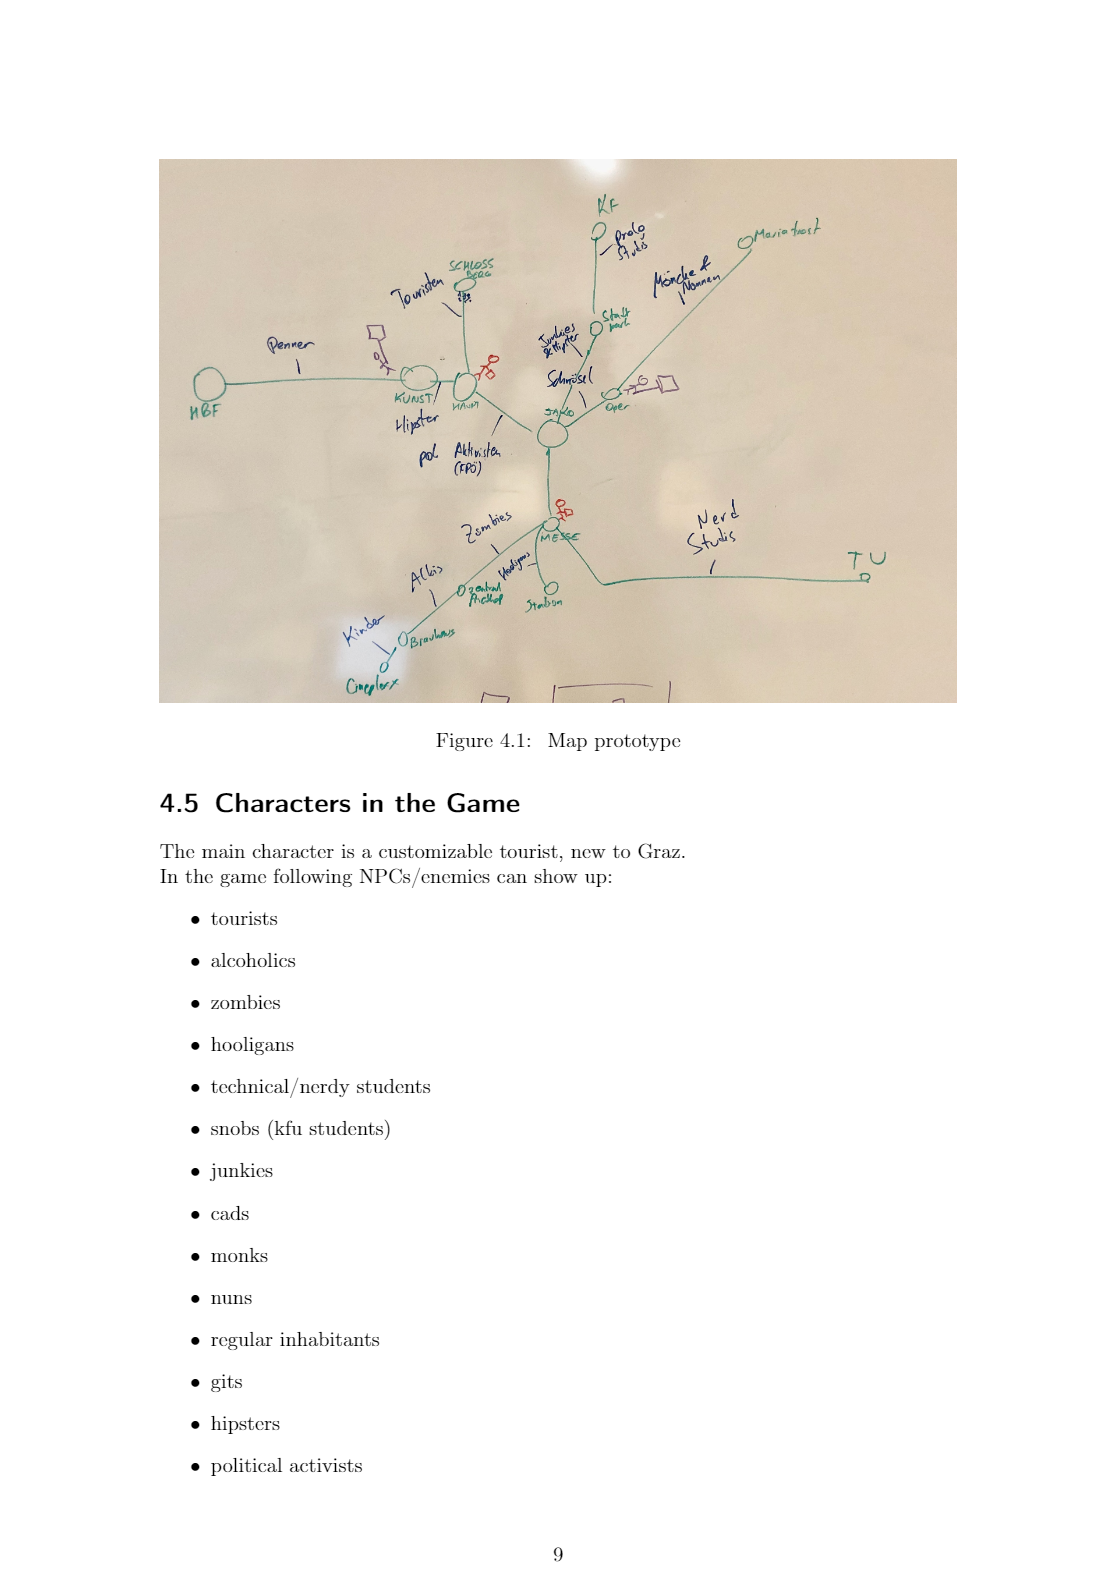 KF
Prolo
Studis
Mariatrost
SCHLOSS
BERG
Touristen
Mönche &
Nonnen
Stadt
park
Penner
Junkies
& Hipster
Schnösel
HBF
KUNST
HAUPT
JAKO
Oper
Hipster
pol Aktivisten
(FPÖ)
Zombies
MESSE
Nerd
Studis
TU
Hooligans
Alkis
Zentral
friedhof
Stadion
Kinder
Brauhaus
Cineplexx
Figure 4.1: Map prototype
4.5 Characters in the Game
The main character is a customizable tourist, new to Graz.
In the game following NPCs/enemies can show up:
• tourists
• alcoholics
• zombies
• hooligans
• technical/nerdy students
• snobs (kfu students)
• junkies
• cads
• monks
• nuns
• regular inhabitants
• gits
• hipsters
• political activists
9